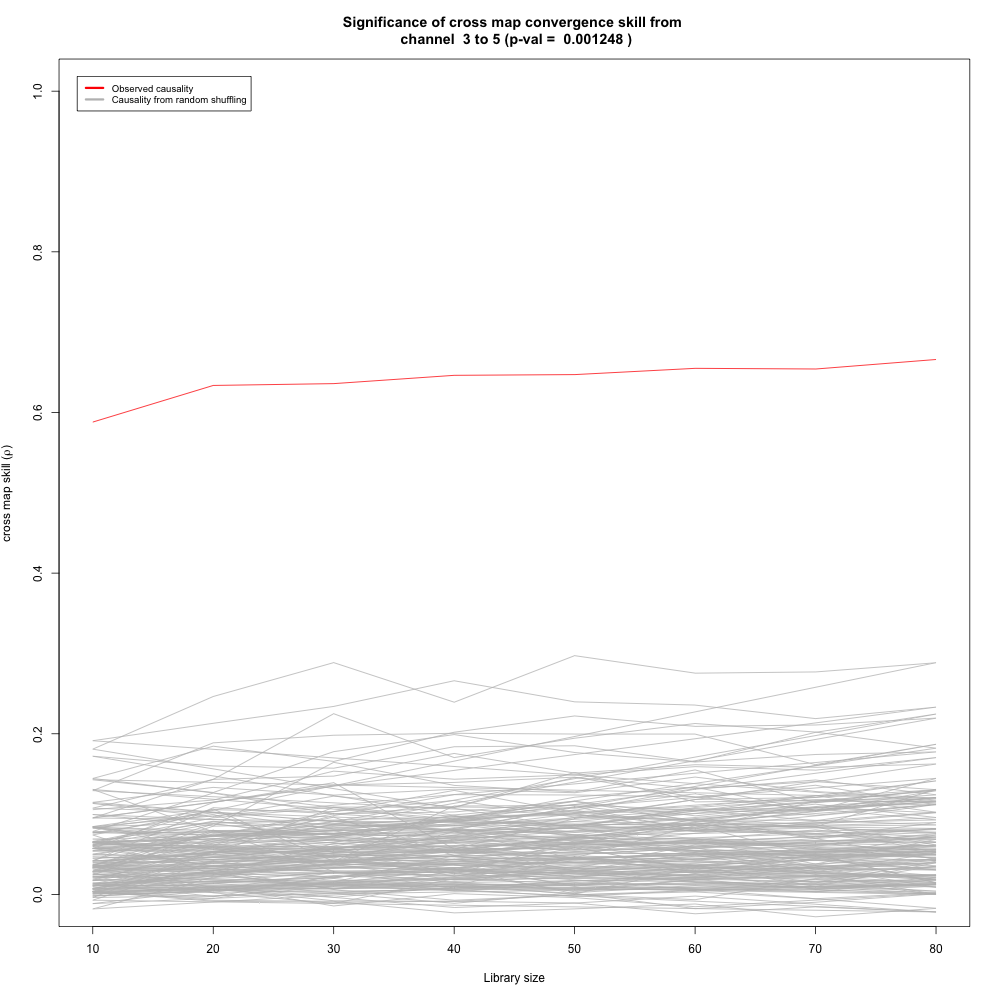 Significance of cross map convergence skill from
channel  3 to 5 (p-val =  0.001248 )
Observed causality
Causality from random shuffling
cross map skill (ρ)
1.0
0.8
0.6
0.4
0.2
0.0
10 20 30 40 50 60 70 80
Library size